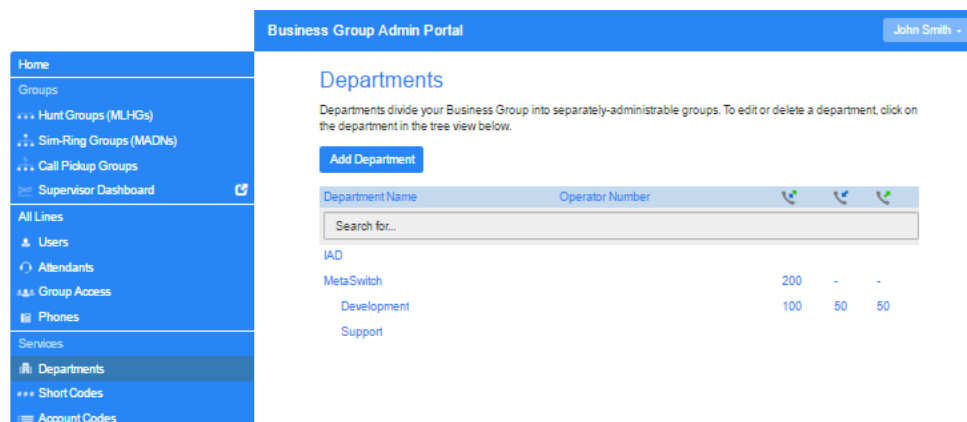 Business Group Admin Portal
John Smith
Home
Groups
Hunt Groups (MLHGs)
Sim-Ring Groups (MADNs)
Call Pickup Groups
Supervisor Dashboard
All Lines
Users
Attendants
Group Access
Phones
Services
Departments
Short Codes
Account Codes
Departments
Departments divide your Business Group into separately-administrable groups. To edit or delete a department, click on
the department in the tree view below.
Add Department
Department Name Operator Number
Search for...
IAD
MetaSwitch 200 - -
Development 100 50 50
Support